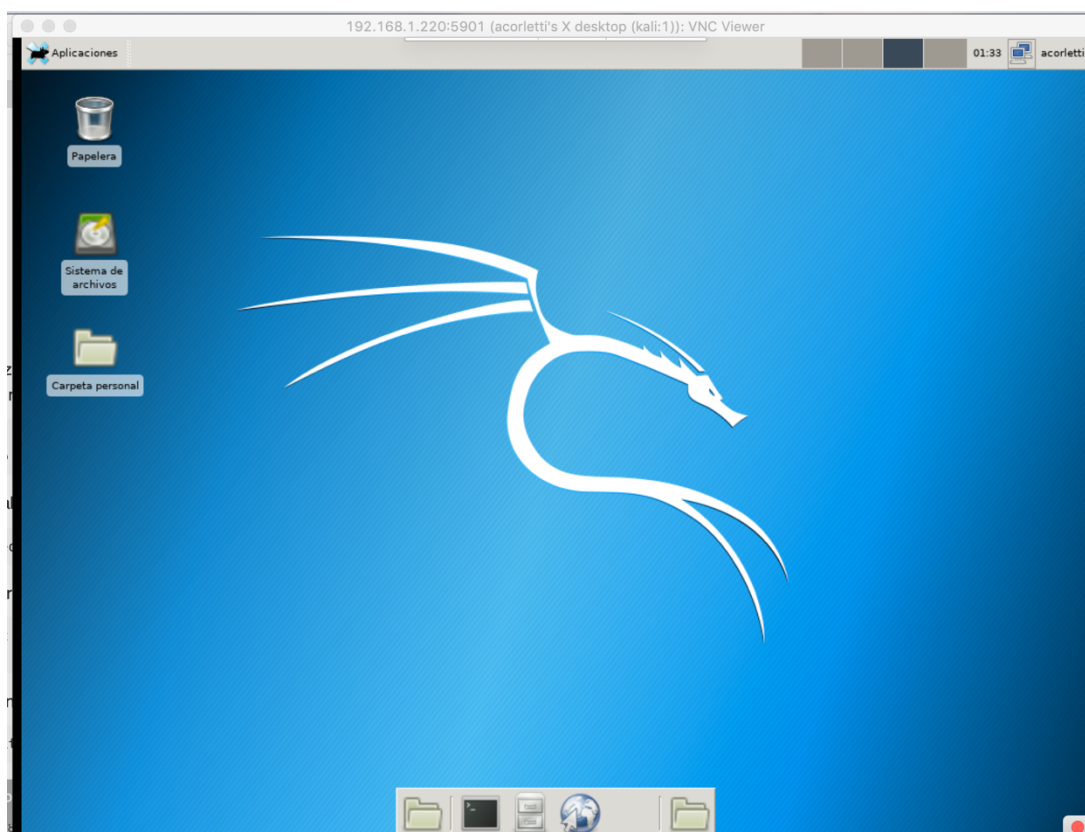 192.168.1.220:5901 (acorletti's X desktop (kali:1)): VNC Viewer
Aplicaciones
01:33
acorletti
Papelera
Sistema de
archivos
Carpeta personal